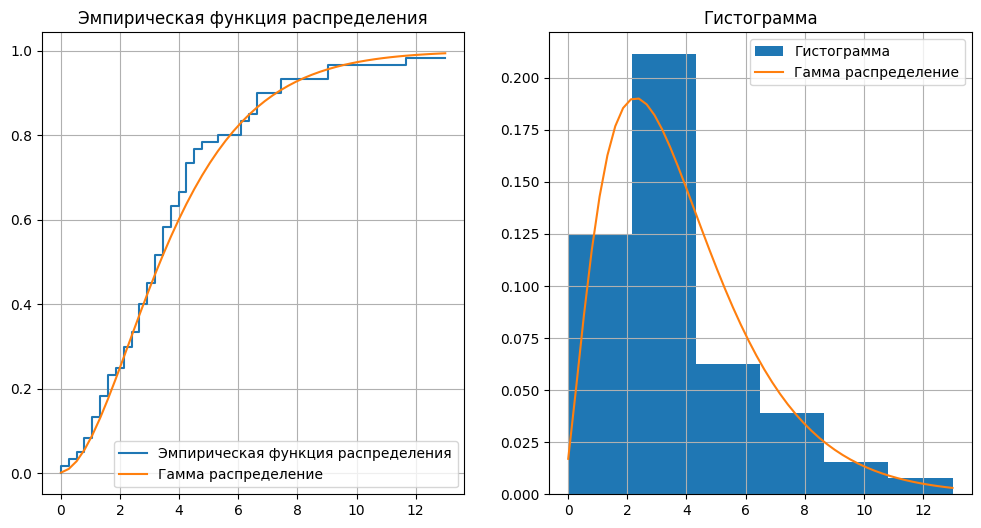 Эмпирическая функция распределения
1.0
0.8
0.6
0.4
0.2
0.0
0 2 4 6 8 10 12
Эмпирическая функция распределения
Гамма распределение
Гистограмма
0.200
0.175
0.150
0.125
0.100
0.075
0.050
0.025
0.000
0 2 4 6 8 10 12
Гистограмма
Гамма распределение